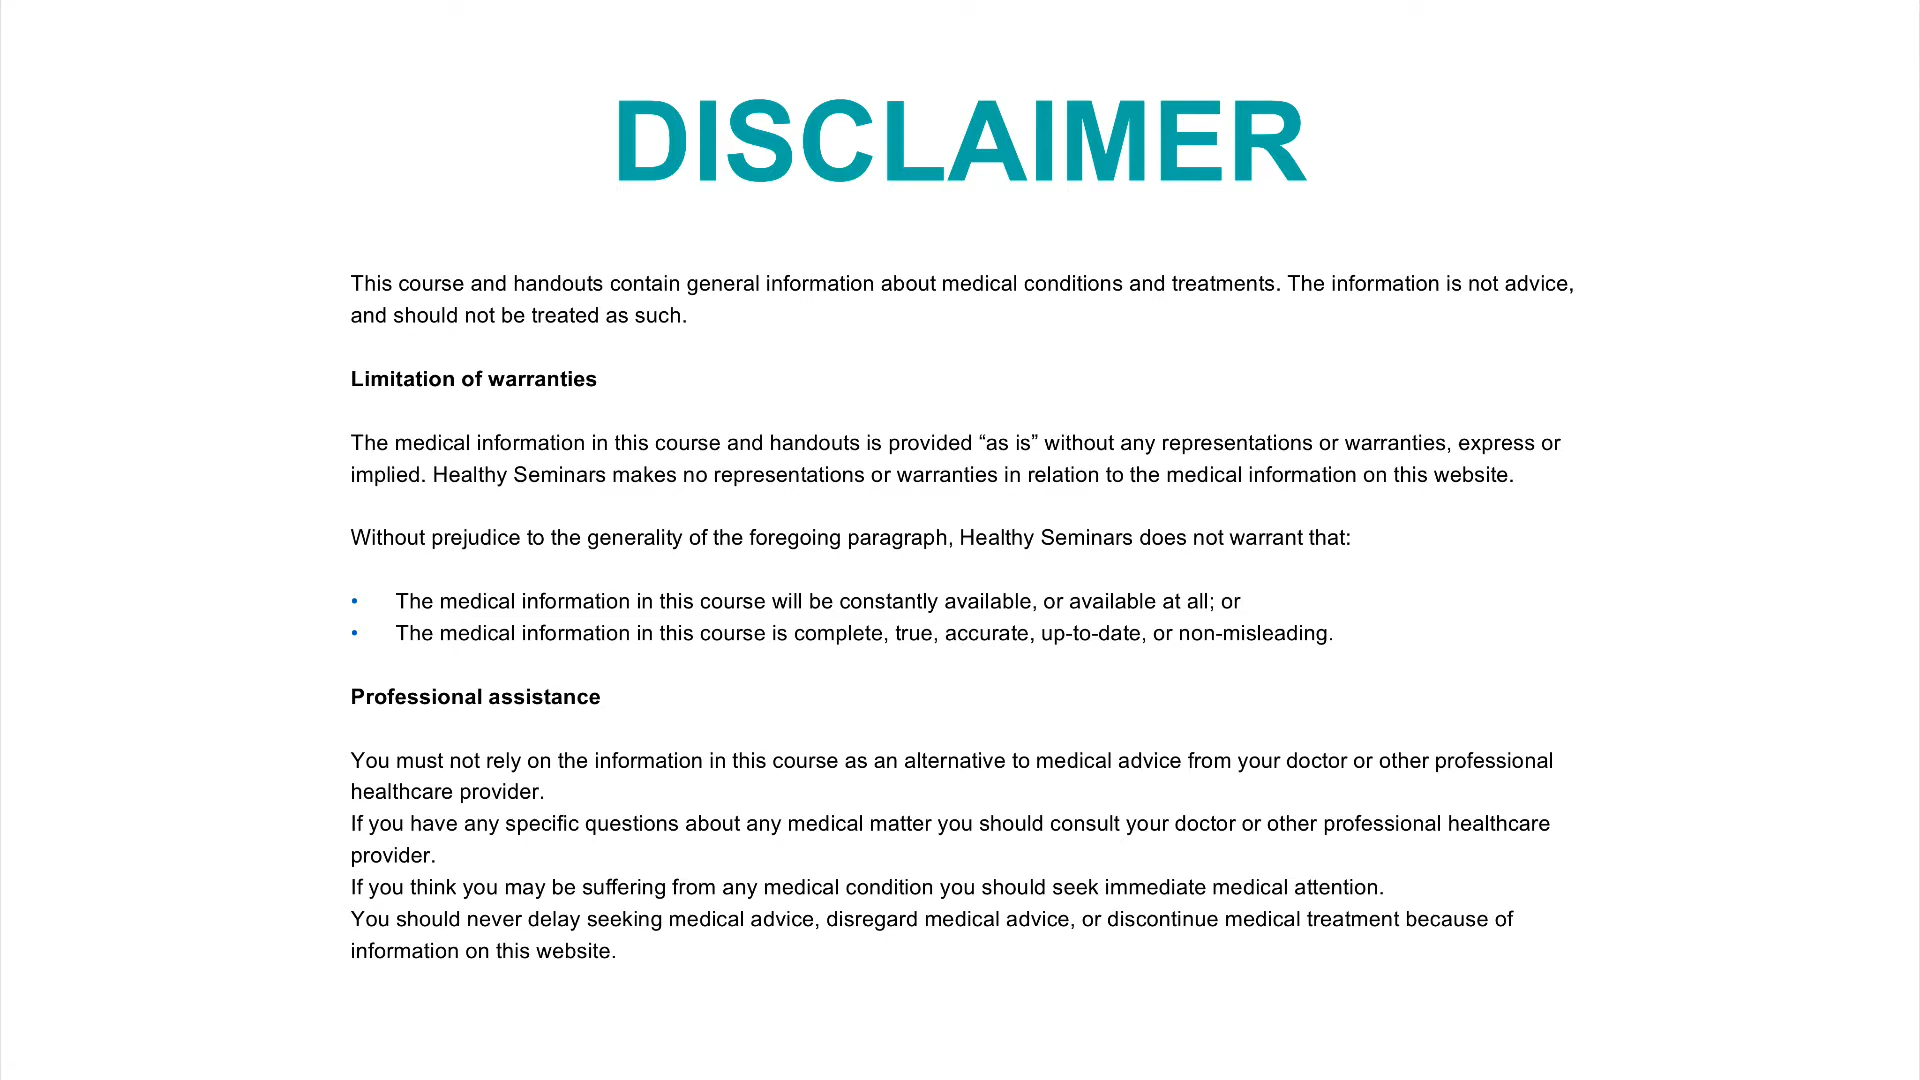 DISCLAIMER
This course and handouts contain general information about medical conditions and treatments. The information is not advice,
and should not be treated as such.
Limitation of warranties
The medical information in this course and handouts is provided “as is” without any representations or warranties, express or
implied. Healthy Seminars makes no representations or warranties in relation to the medical information on this website.
Without prejudice to the generality of the foregoing paragraph, Healthy Seminars does not warrant that:
• The medical information in this course will be constantly available, or available at all; or
• The medical information in this course is complete, true, accurate, up-to-date, or non-misleading.
Professional assistance
You must not rely on the information in this course as an alternative to medical advice from your doctor or other professional
healthcare provider.
If you have any specific questions about any medical matter you should consult your doctor or other professional healthcare
provider.
If you think you may be suffering from any medical condition you should seek immediate medical attention.
You should never delay seeking medical advice, disregard medical advice, or discontinue medical treatment because of
information on this website.